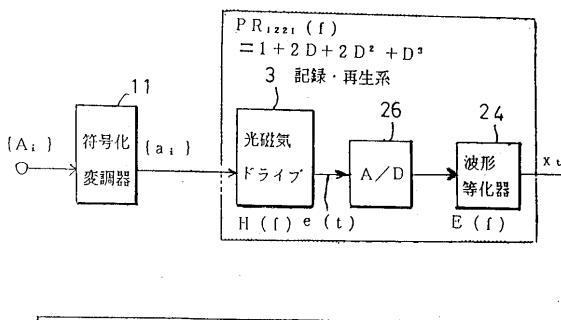 PR₁₂₂₁(f)
=1+2D+2D²+D³
3 記録・再生系
11
26
24
{Aᵢ}
符号化
変調器
{aᵢ}
光磁気
ドライブ
A/D
波形
等化器
H(f)
e(t)
E(f)